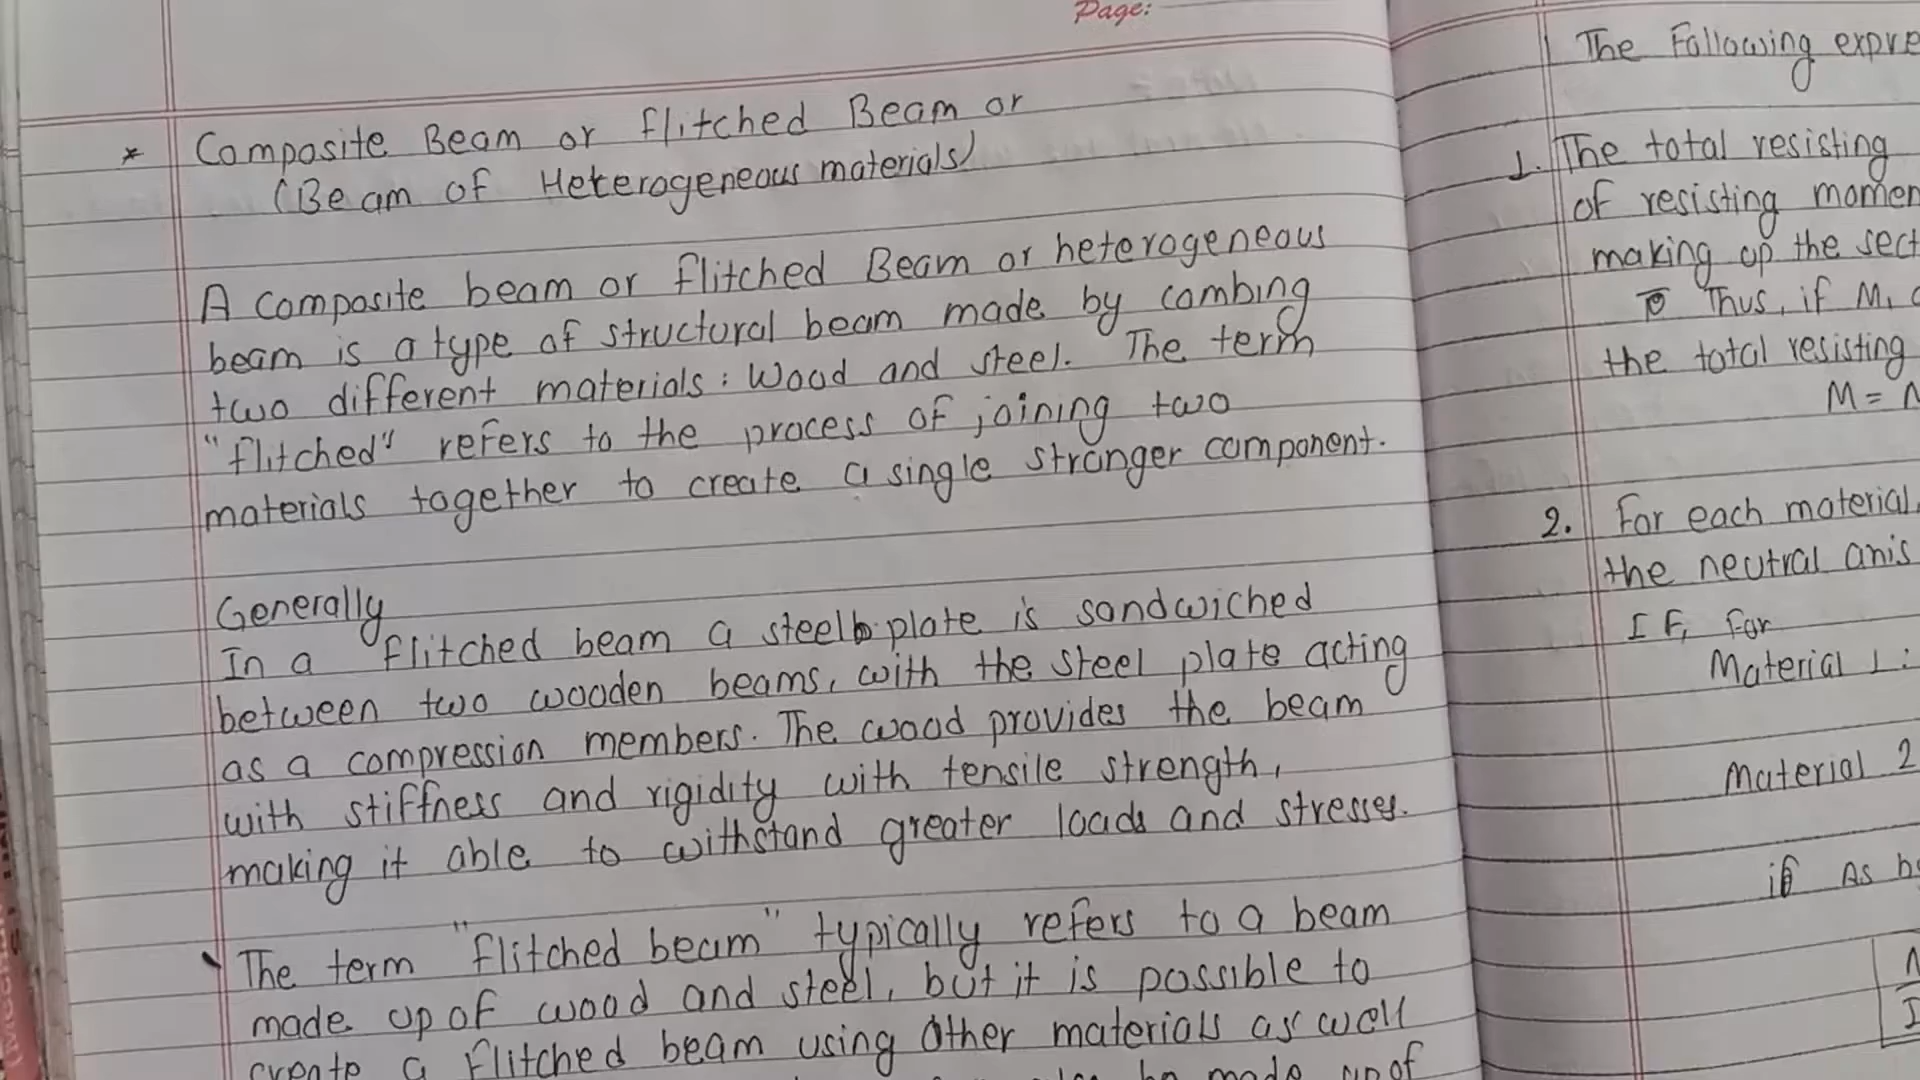 Page:
* Composite Beam or flitched Beam or
(Beam of Heterogeneous materials)
A composite beam or flitched Beam or heterogeneous
beam is a type of structural beam made by combing
two different materials: Wood and steel. The term
"flitched" refers to the process of joining two
materials together to create a single stronger component.
Generally
In a flitched beam a steel plate is sandwiched
between two wooden beams, with the steel plate acting
as a compression members. The wood provides the beam
with stiffness and rigidity with tensile strength,
making it able to withstand greater loads and stresses.
The term "flitched beam" typically refers to a beam
made up of wood and steel, but it is possible to
create a flitched beam using other materials as well
be made up of
The Following expre
1. The total resisting
of resisting momen
making up the sect
Thus, if M1
the total resisting
M =
2. For each material,
the neutral anis
IF, For
Material 1:
Material 2
if As
I